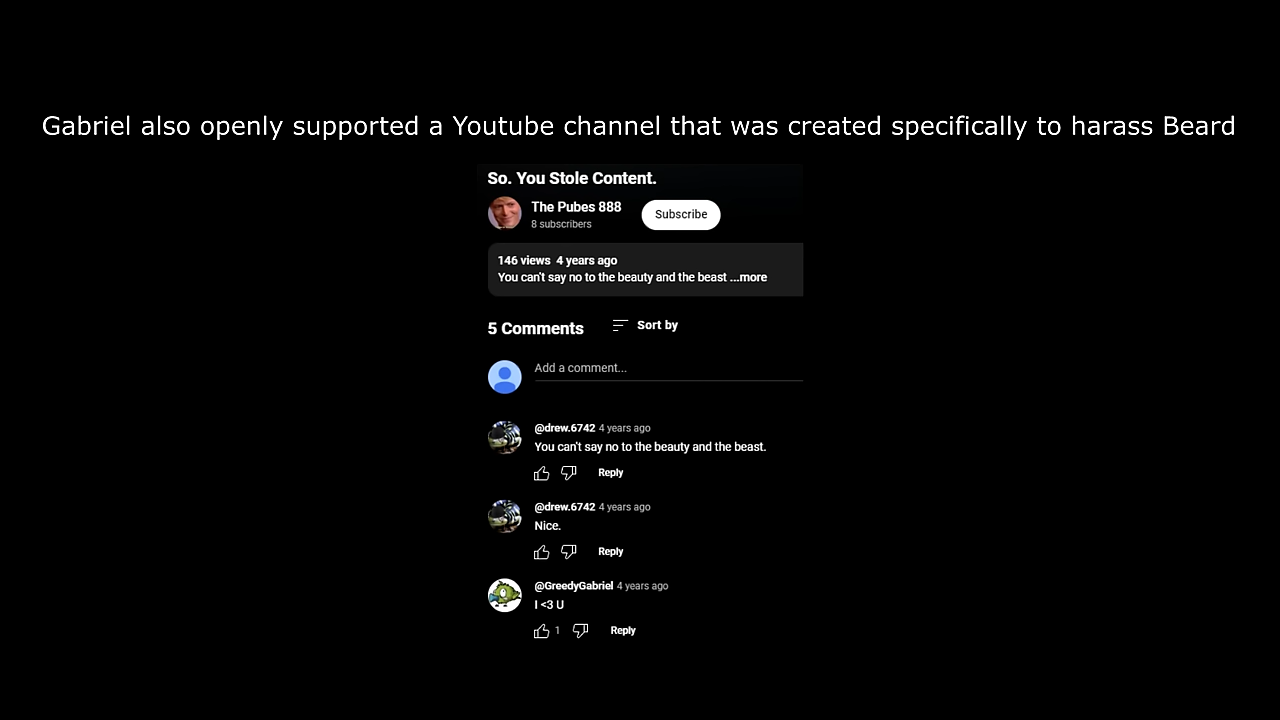 Gabriel also openly supported a Youtube channel that was created specifically to harass Beard
So. You Stole Content.
The Pubes 888
8 subscribers
Subscribe
146 views 4 years ago
You can't say no to the beauty and the beast ...more
5 Comments
Sort by
Add a comment...
@drew.6742 4 years ago
You can't say no to the beauty and the beast.
Reply
@drew.6742 4 years ago
Nice.
Reply
@GreedyGabriel 4 years ago
I <3 U
1
Reply